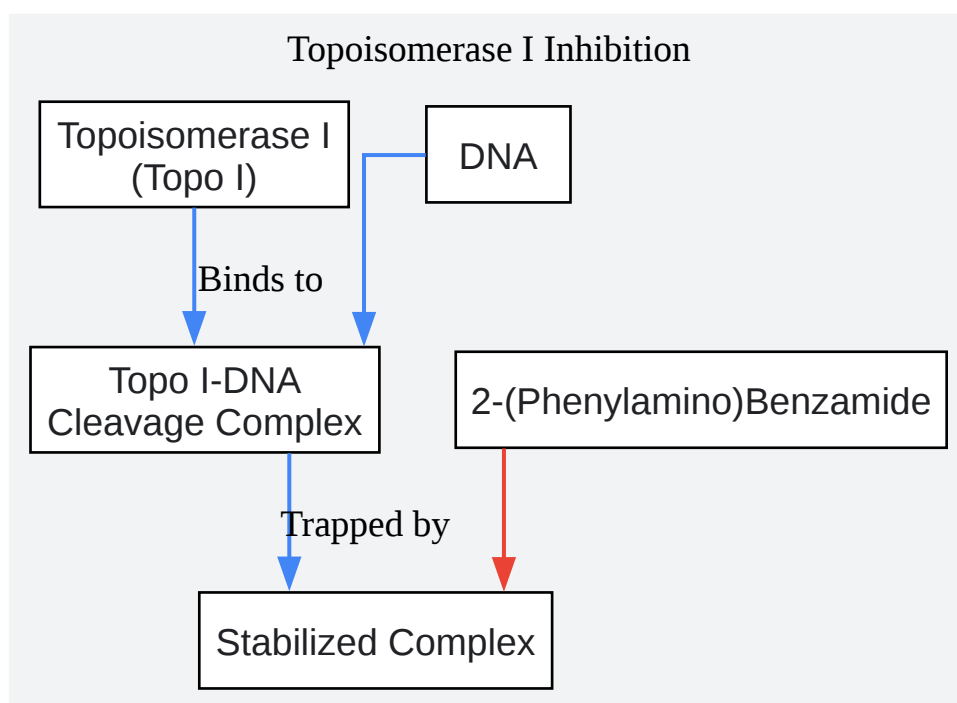 Topoisomerase I Inhibition
Topoisomerase I
(Topo I)
DNA
Binds to
Topo I-DNA
Cleavage Complex
2-(Phenylamino)Benzamide
Trapped by
Stabilized Complex